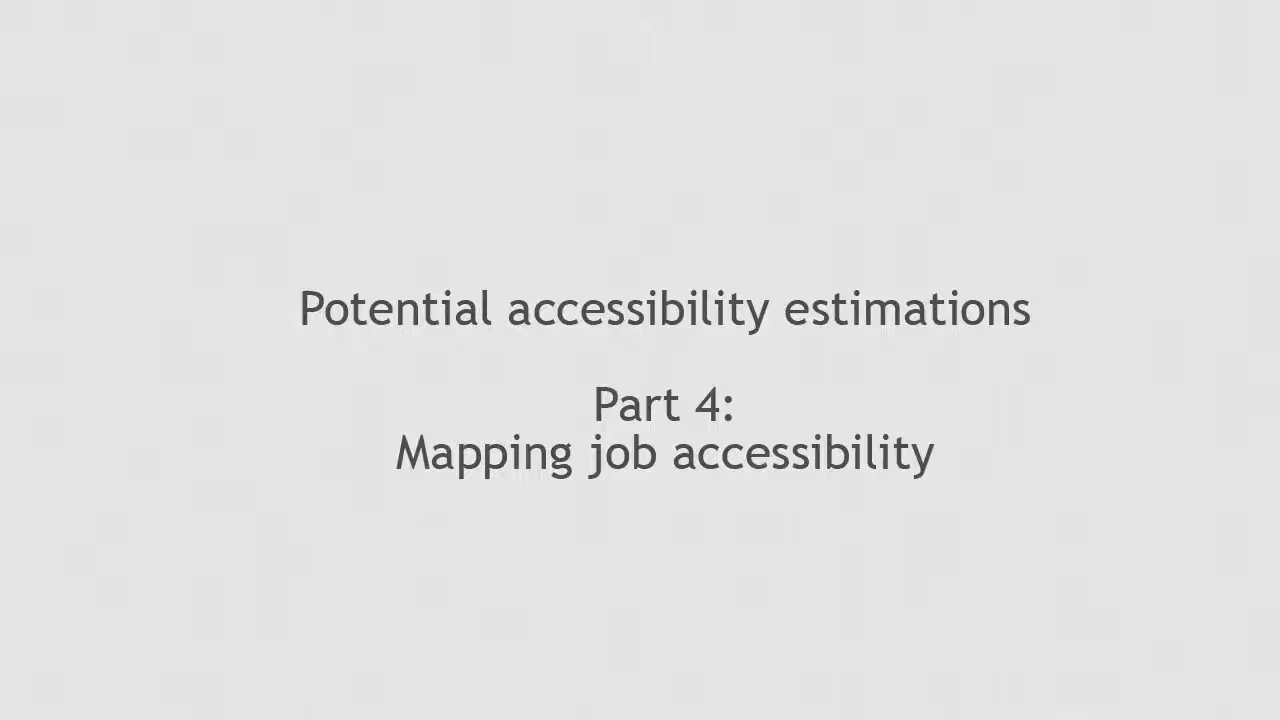 Potential accessibility estimations
Part 4:
Mapping job accessibility